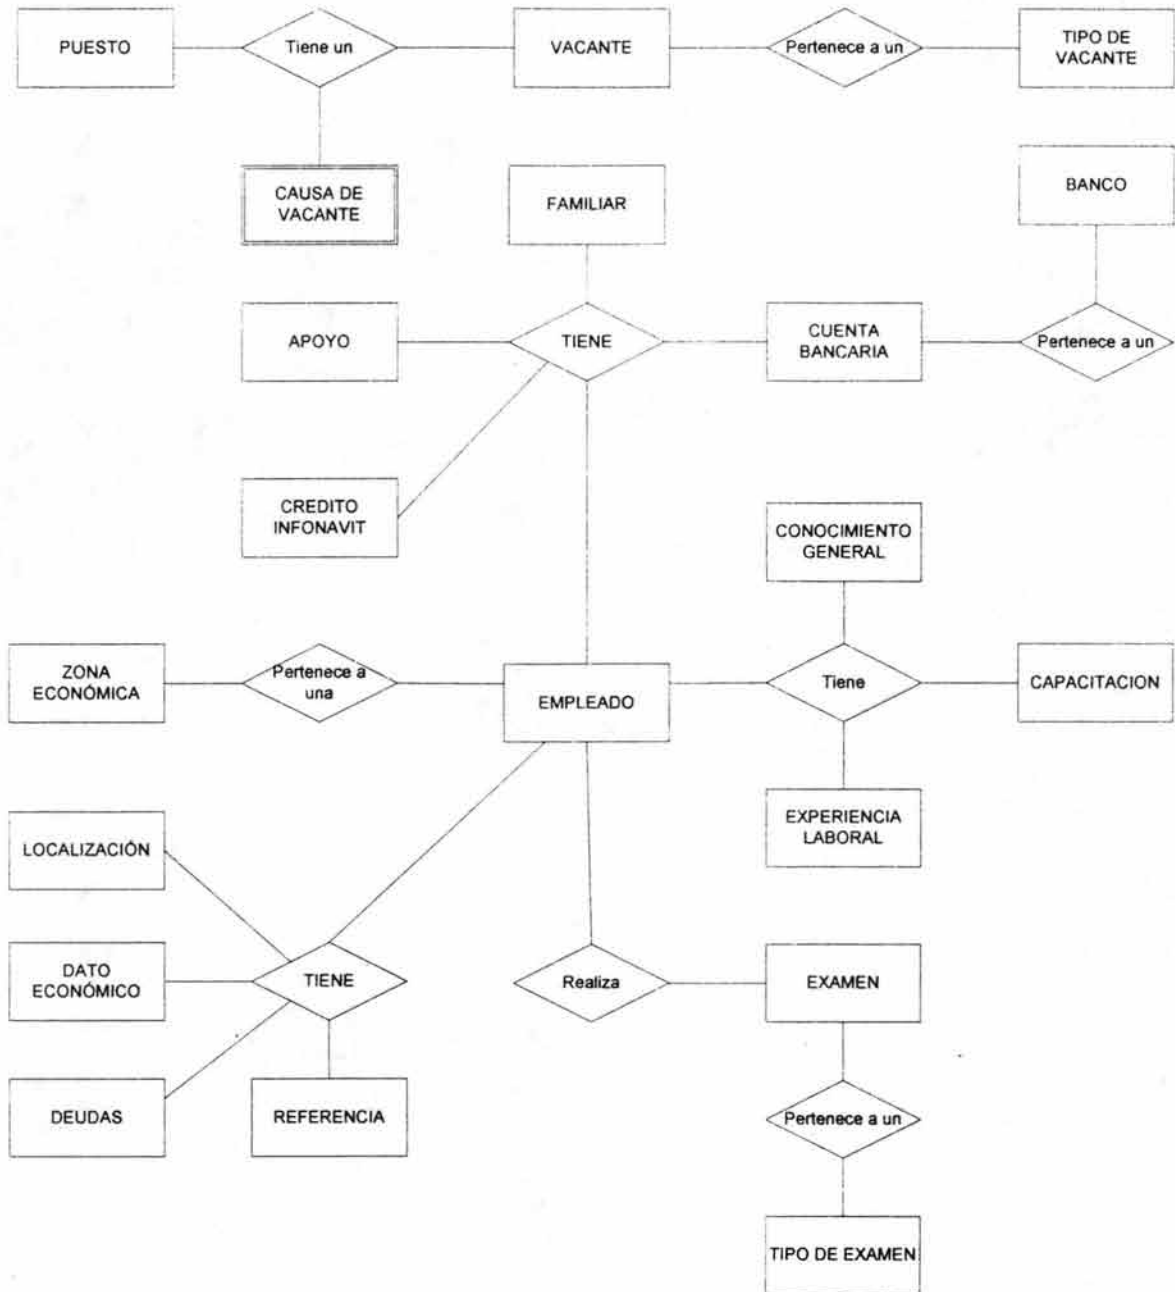 PUESTO
Tiene un
VACANTE
Pertenece a un
TIPO DE
VACANTE
CAUSA DE
VACANTE
FAMILIAR
BANCO
APOYO
TIENE
CUENTA
BANCARIA
Pertenece a un
CREDITO
INFONAVIT
CONOCIMIENTO
GENERAL
ZONA
ECONÓMICA
Pertenece a
una
EMPLEADO
Tiene
CAPACITACION
LOCALIZACIÓN
EXPERIENCIA
LABORAL
DATO
ECONÓMICO
TIENE
Realiza
EXAMEN
DEUDAS
REFERENCIA
Pertenece a un
TIPO DE EXAMEN